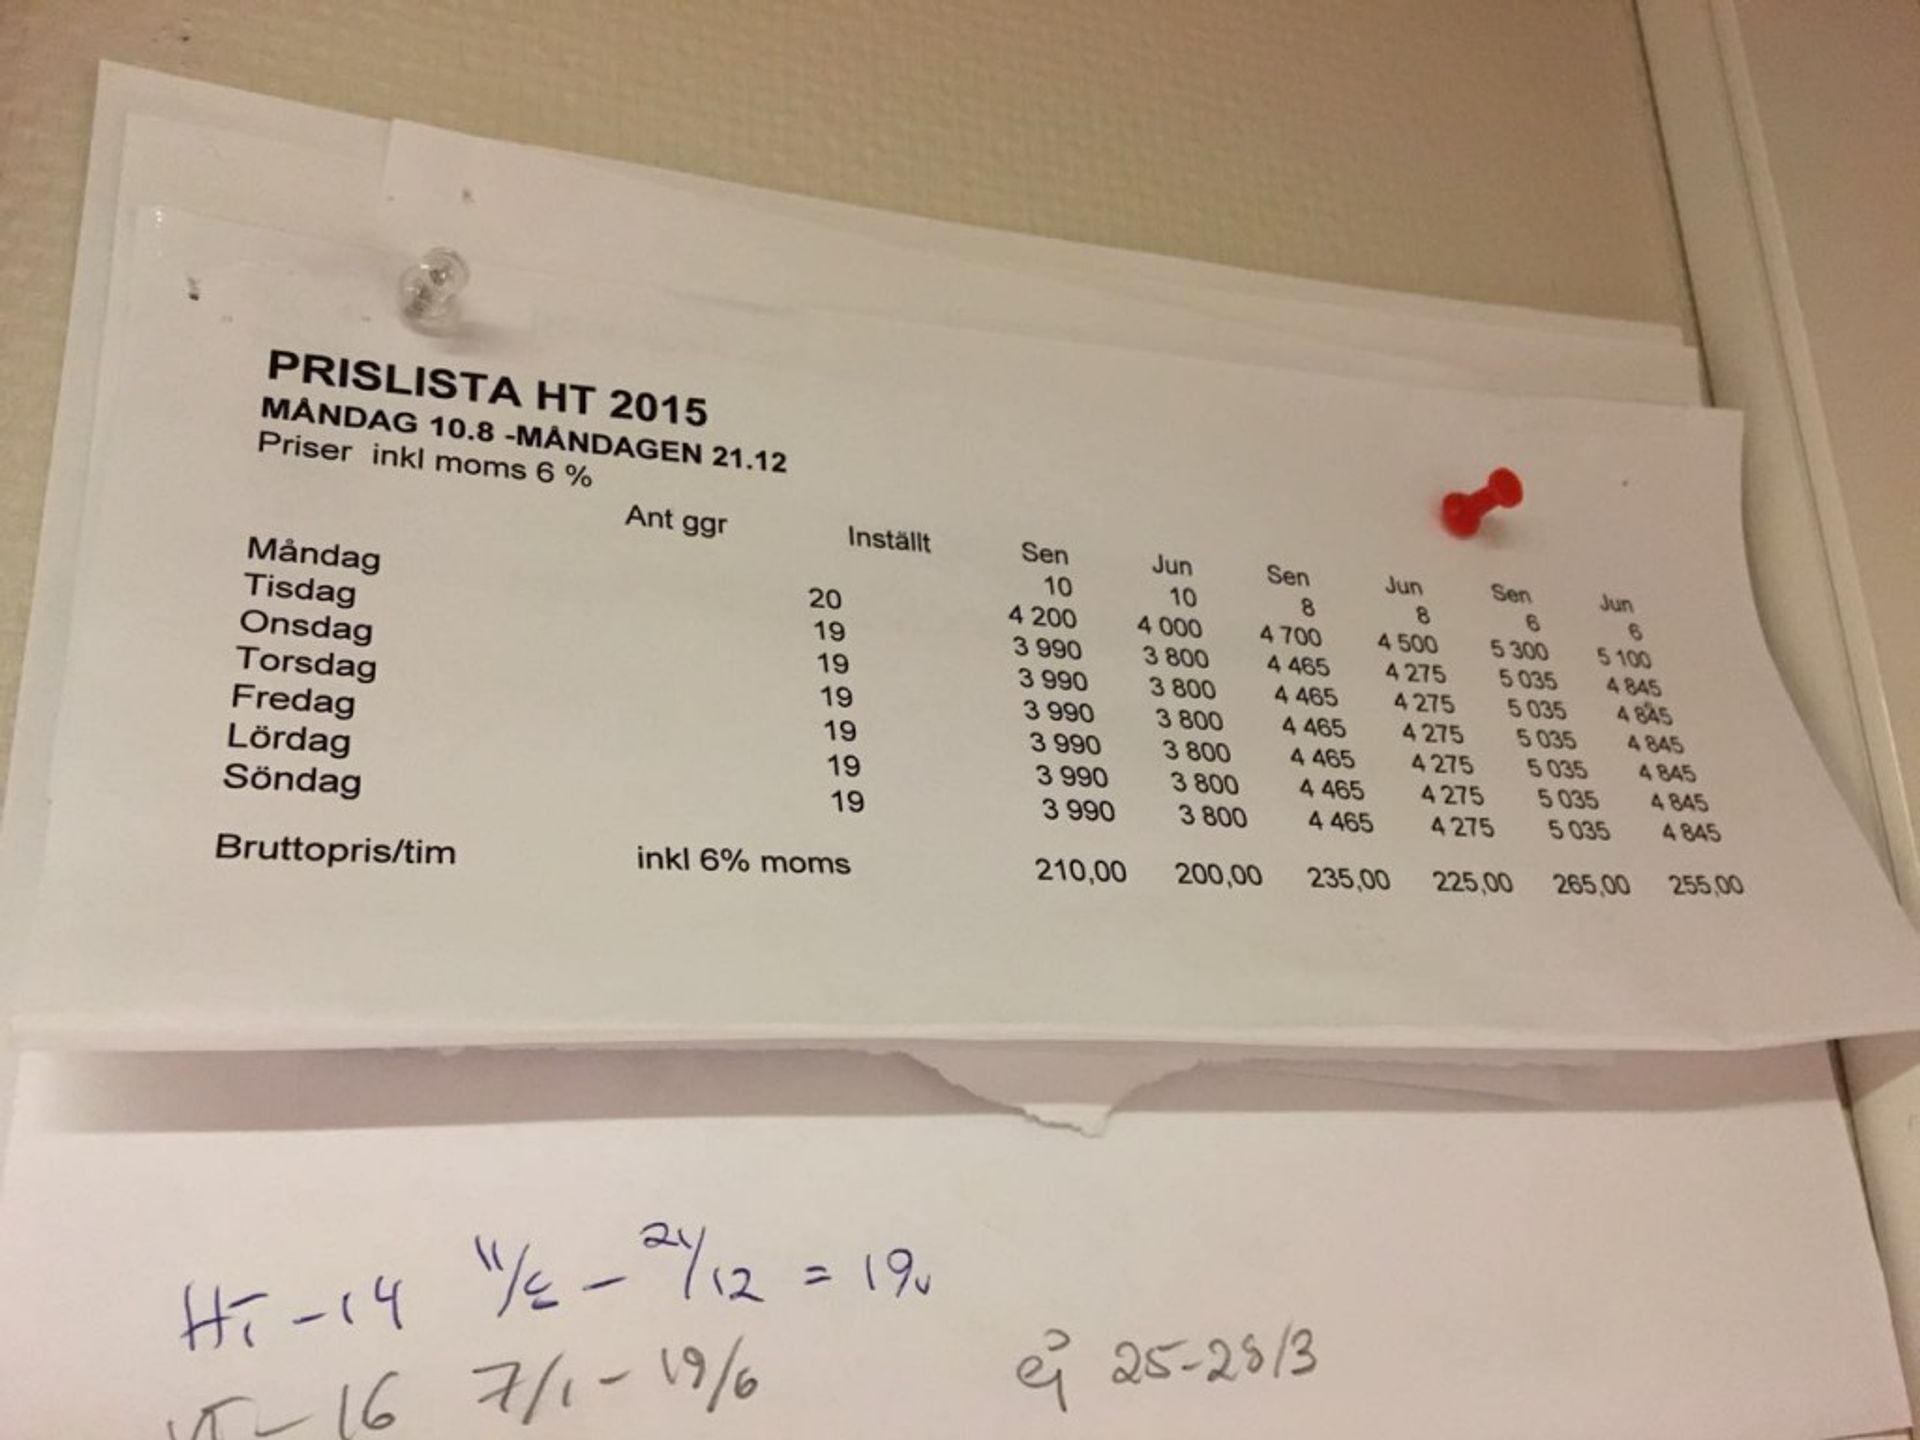 PRISLISTA HT 2015
MÅNDAG 10.8 -MÅNDAGEN 21.12
Priser inkl moms 6 %
Ant ggr Inställt Sen Jun Sen Jun Sen Jun
10 10 8 8 6 6
Måndag 20 4 200 4 000 4 700 4 500 5 300 5 100
Tisdag 19 3 990 3 800 4 465 4 275 5 035 4 845
Onsdag 19 3 990 3 800 4 465 4 275 5 035 4 845
Torsdag 19 3 990 3 800 4 465 4 275 5 035 4 845
Fredag 19 3 990 3 800 4 465 4 275 5 035 4 845
Lördag 19 3 990 3 800 4 465 4 275 5 035 4 845
Söndag 19 3 990 3 800 4 465 4 275 5 035 4 845
Bruttopris/tim inkl 6% moms 210,00 200,00 235,00 225,00 265,00 255,00
HT -14 11/8 - 21/12 = 19v
VT - 16 7/1 - 19/6 ej 25-28/3